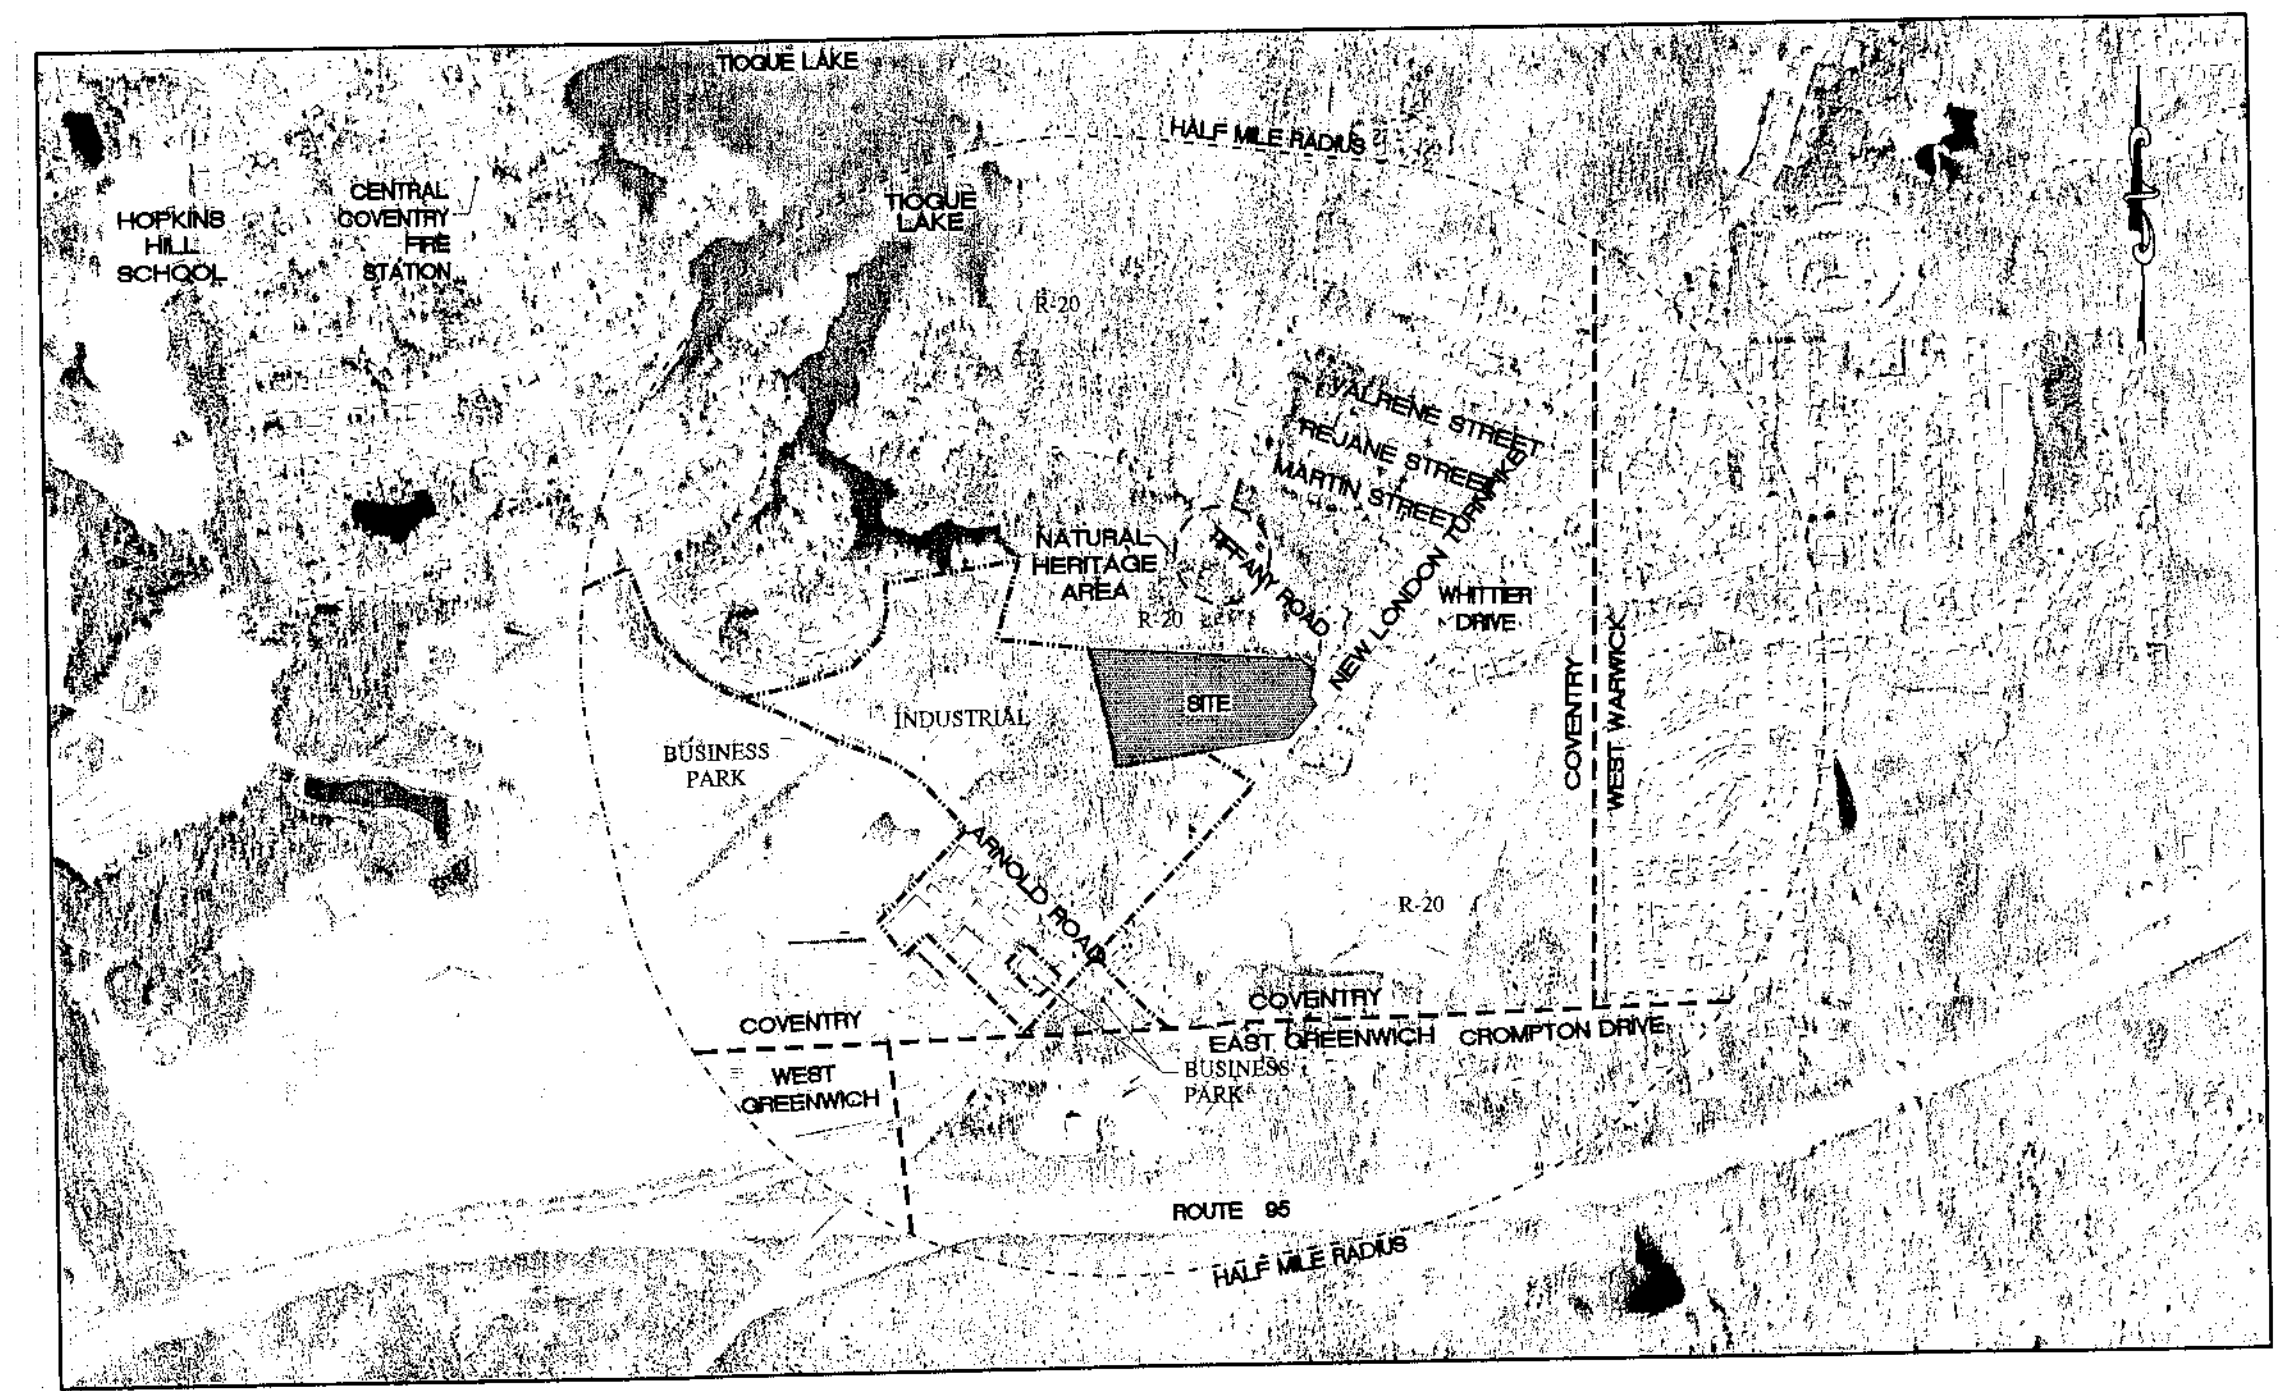 TIOGUE LAKE
HALF MILE RADIUS
CENTRAL
COVENTRY
FIRE
STATION
HOPKINS
HILL
SCHOOL
TIOGUE
LAKE
R-20
VALRENE STREET
REJANE STREET
MARTIN STREET
NEW LONDON TURNPIKE
NATURAL
HERITAGE
AREA
TIFFANY ROAD
R-20
WHITTIER
DRIVE
SITE
INDUSTRIAL
BUSINESS
PARK
COVENTRY
WEST WARWICK
ARNOLD ROAD
R-20
COVENTRY
COVENTRY
EAST GREENWICH
CROMPTON DRIVE
WEST
GREENWICH
BUSINESS
PARK
ROUTE 95
HALF MILE RADIUS